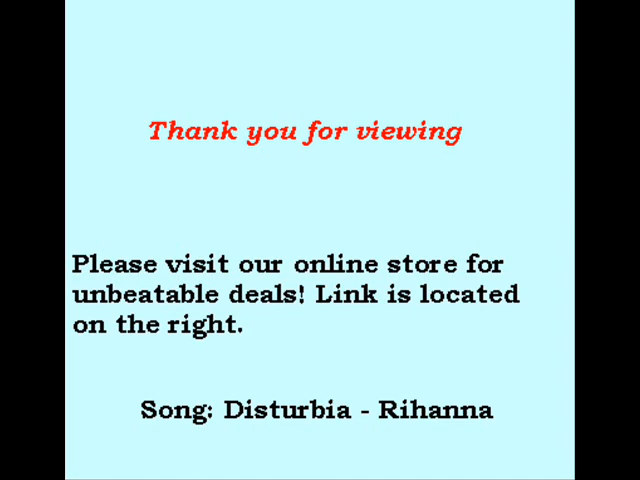 Thank you for viewing
Please visit our online store for
unbeatable deals! Link is located
on the right.
Song: Disturbia - Rihanna